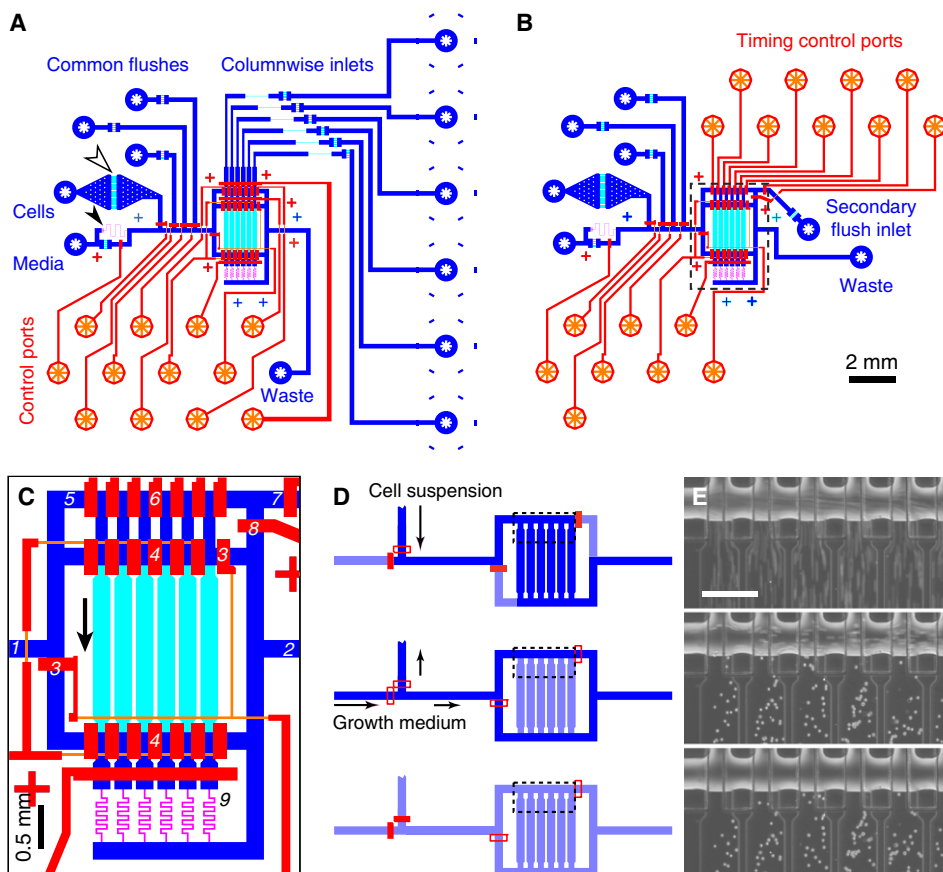 A
Common flushes
Columnwise inlets
Cells
Media
Control ports
Waste
B
Timing control ports
Secondary
flush inlet
Waste
2 mm
C
5
6
7
8
4
3
1
3
2
4
9
0.5 mm
D
Cell suspension
Growth medium
E